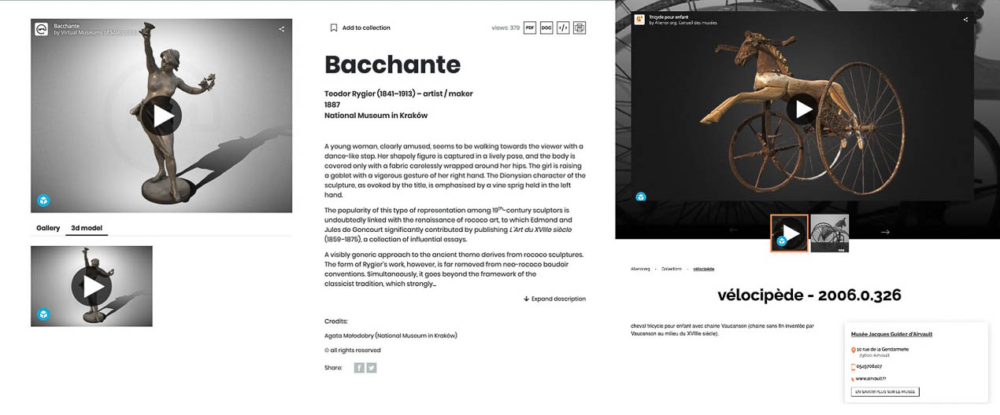 Bacchante
by Virtual Museums of Małopolska
Gallery
3d model
Add to collection
views: 379
PDF
DOC
</>
Bacchante
Teodor Rygier (1841–1913) – artist / maker
1887
National Museum in Kraków
A young woman, clearly amused, seems to be walking towards the viewer with a
dance-like step. Her shapely figure is captured in a lively pose, and the body is
covered only with a fabric carelessly wrapped around her hips. The girl is raising
a goblet with a vigorous gesture of her right hand. The Dionysian character of the
sculpture, as evoked by the title, is emphasised by a vine sprig held in the left
hand.
The popularity of this type of representation among 19th-century sculptors is
undoubtedly linked with the renaissance of rococo art, to which Edmond and
Jules de Goncourt significantly contributed by publishing L'Art du XVIIIe siècle
(1859–1875), a collection of influential essays.
A visibly generic approach to the ancient theme derives from rococo sculptures.
The form of Rygier's work, however, is far removed from neo-rococo boudoir
conventions. Simultaneously, it goes beyond the framework of the
classicist tradition, which strongly...
Expand description
Credits:
Agata Małodobry (National Museum in Kraków)
© all rights reserved
Share:
Tricycle pour enfant
by Alienor.org, Conseil des musées
Alienor.org
Collections
vélocipède
vélocipède - 2006.0.326
cheval tricycle pour enfant avec chaine Vaucanson (chaine sans fin inventée par
Vaucanson au milieu du XVIIIe siècle).
Musée Jacques Guidez d'Airvault
10 rue de la Gendarmerie
79600 Airvault
0549708407
www.airvault.fr
EN SAVOIR PLUS SUR LE MUSÉE